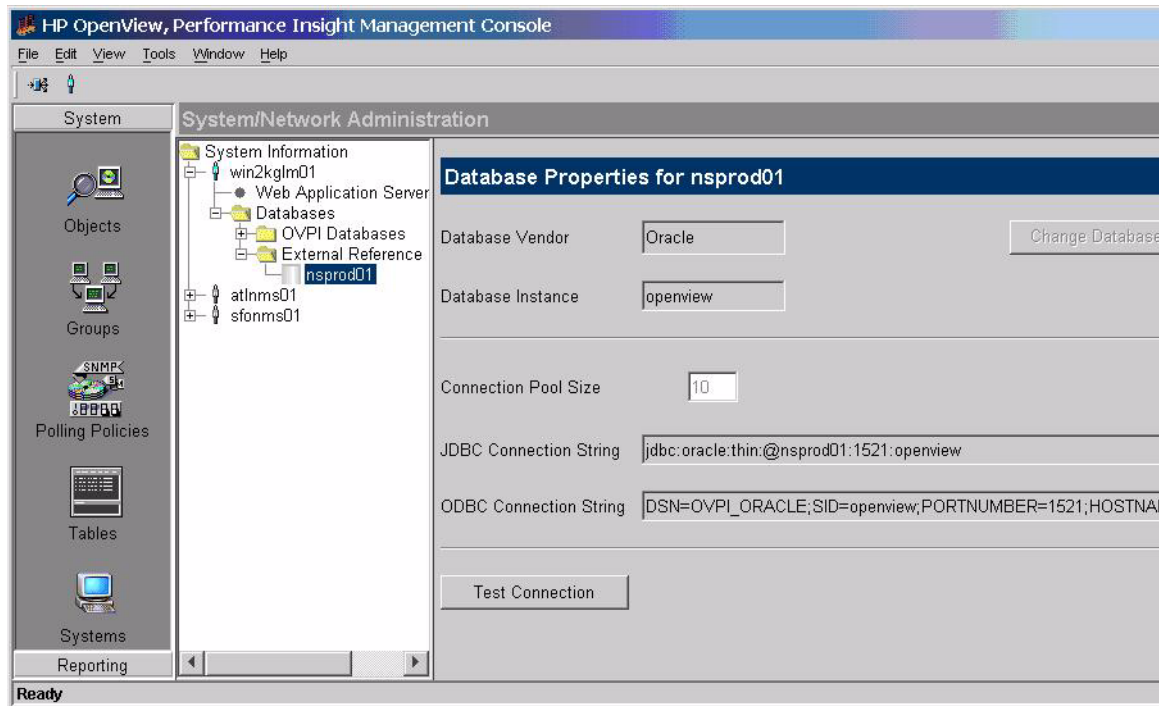 HP OpenView, Performance Insight Management Console
File Edit View Tools Window Help
System
Objects
Groups
SNMP
Polling Policies
Tables
Systems
Reporting
System/Network Administration
System Information
win2kglm01
Web Application Server
Databases
OVPI Databases
External Reference
nsprod01
atlnms01
sfonms01
Database Properties for nsprod01
Database Vendor Oracle Change Database
Database Instance openview
Connection Pool Size 10
JDBC Connection String jdbc:oracle:thin:@nsprod01:1521:openview
ODBC Connection String DSN=OVPI_ORACLE;SID=openview;PORTNUMBER=1521;HOSTNA
Test Connection
Ready